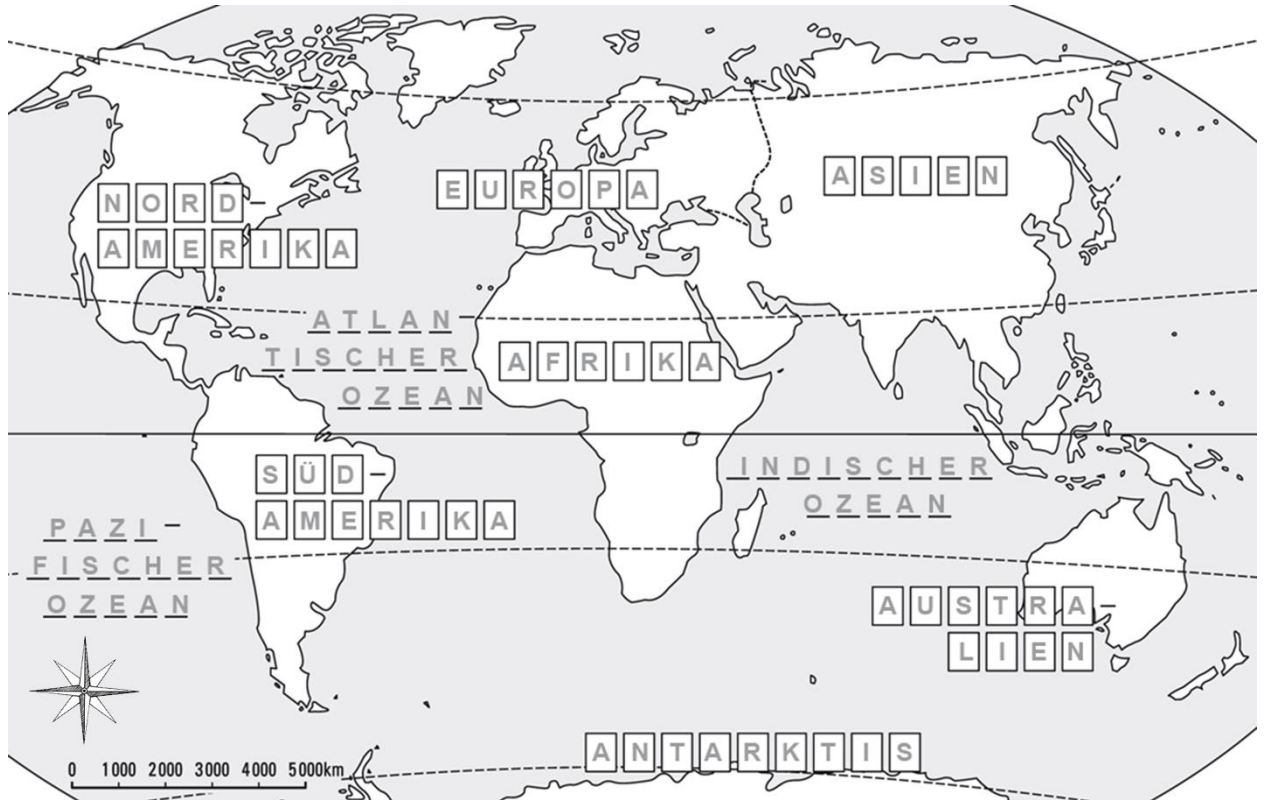 NORD-
AMERIKA
EUROPA
ASIEN
ATLAN-
TISCHER
OZEAN
AFRIKA
SÜD-
AMERIKA
INDISCHER
OZEAN
PAZI-
FISCHER
OZEAN
AUSTRA-
LIEN
ANTARKTIS
0 1000 2000 3000 4000 5000km